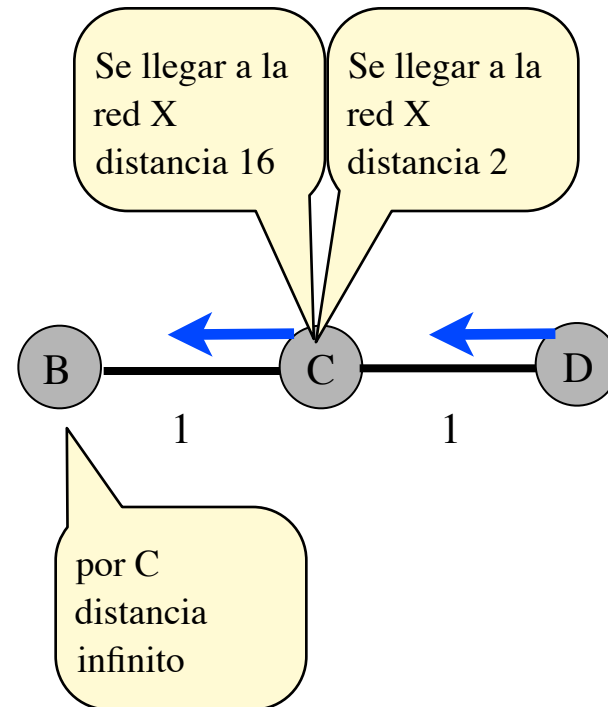 Se llegar a la
red X
distancia 16
Se llegar a la
red X
distancia 2
B
C
D
1
1
por C
distancia
infinito